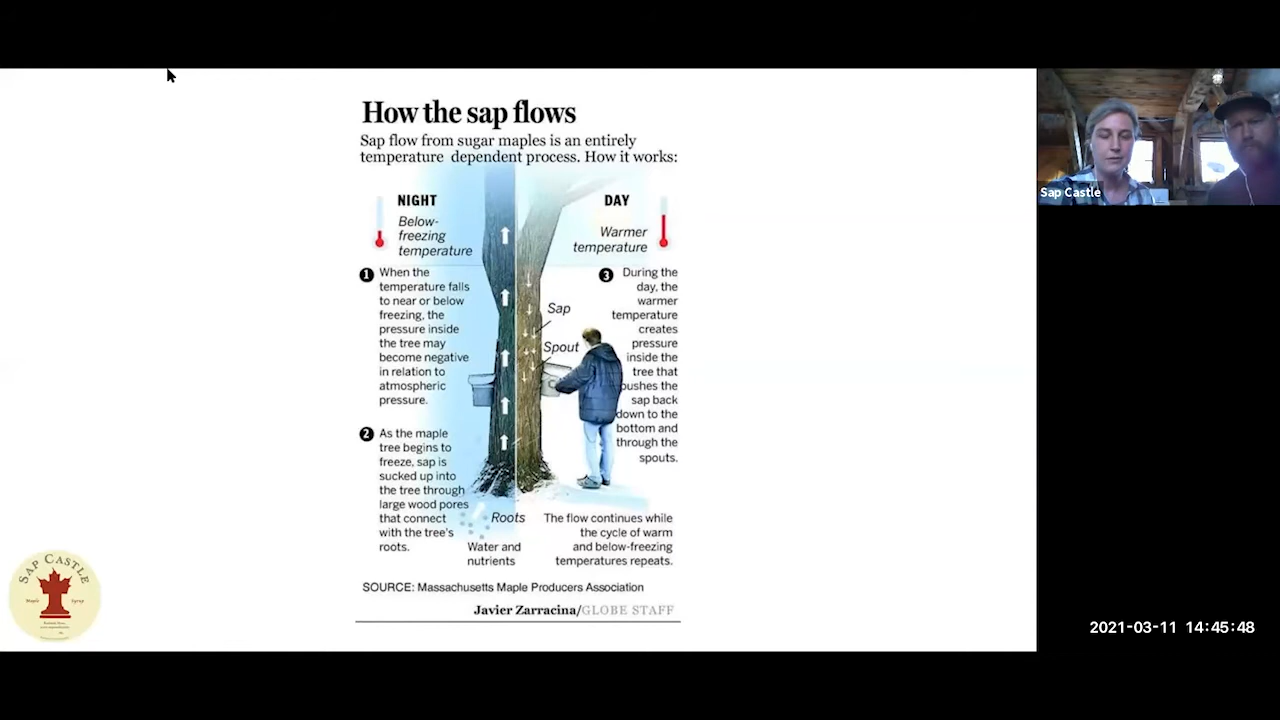 How the sap flows
Sap flow from sugar maples is an entirely
temperature dependent process. How it works:
NIGHT
Below-
freezing
temperature
1 When the
temperature falls
to near or below
freezing, the
pressure inside
the tree may
become negative
in relation to
atmospheric
pressure.
2 As the maple
tree begins to
freeze, sap is
sucked up into
the tree through
large wood pores
that connect
with the tree's
roots.
DAY
Warmer
temperature
3 During the
day, the
warmer
temperature
creates
pressure
inside the
tree that
pushes the
sap back
down to the
bottom and
through the
spouts.
Sap
Spout
Roots
Water and
nutrients
The flow continues while
the cycle of warm
and below-freezing
temperatures repeats.
SOURCE: Massachusetts Maple Producers Association
Javier Zarracina/GLOBE STAFF
SAP CASTLE
Maple Syrup
Sap Castle
2021-03-11 14:45:48